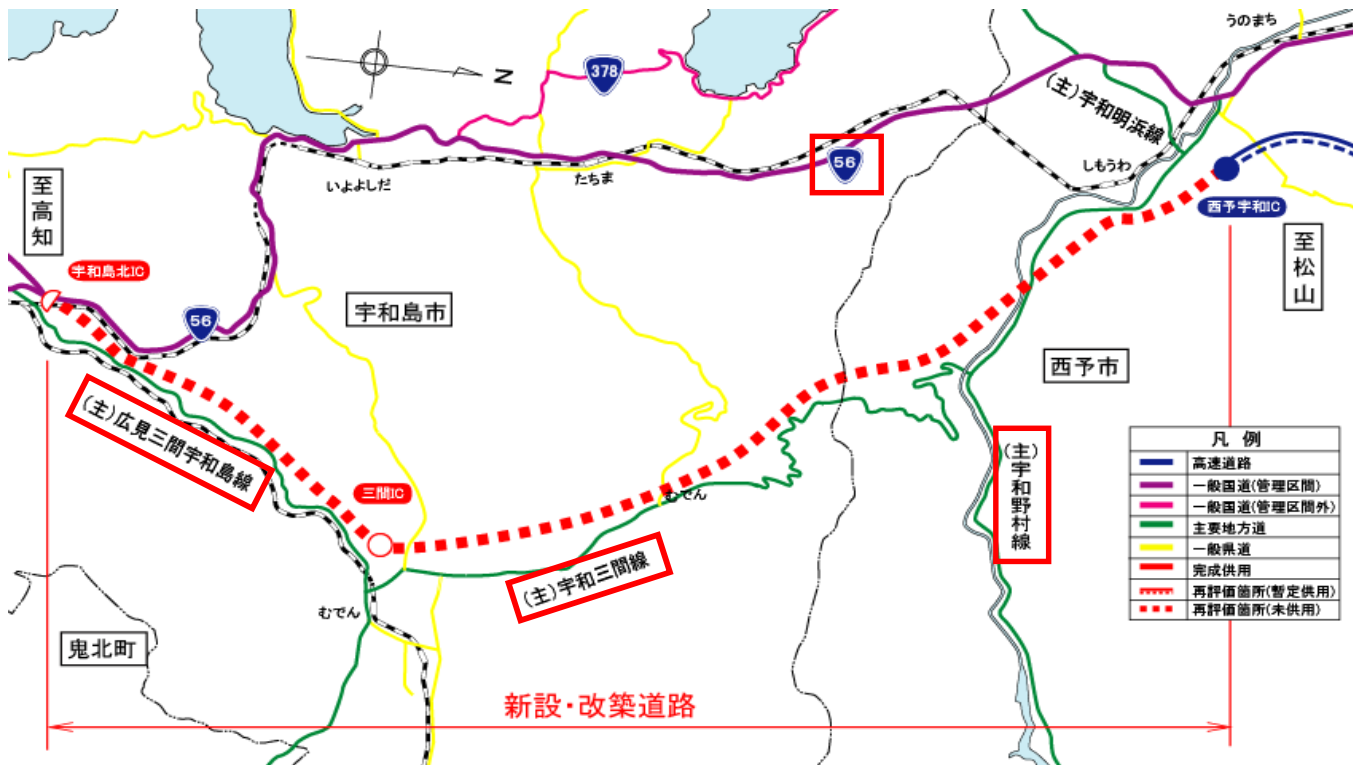 うのまち
N
378
(主)宇和明浜線
56
しもうわ
いよよしだ
たちま
西予宇和IC
至高知
至松山
宇和島北IC
宇和島市
56
西予市
(主)広見三間宇和島線
凡 例
高速道路
一般国道(管理区間)
一般国道(管理区間外)
主要地方道
一般県道
完成供用
再評価箇所(暫定供用)
再評価箇所(未供用)
(主)宇和野村線
三間IC
むでん
(主)宇和三間線
むでん
鬼北町
新設・改築道路